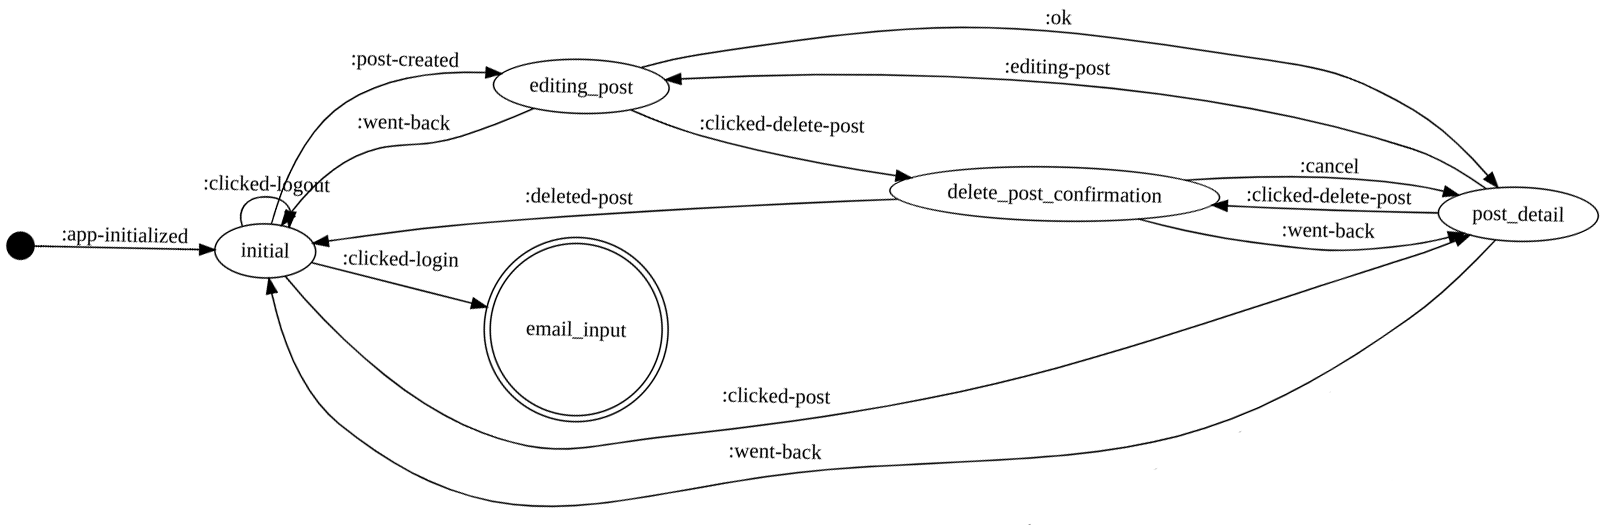 :ok
:post-created
:editing-post
editing_post
:went-back
:clicked-delete-post
:cancel
:clicked-logout
:deleted-post
delete_post_confirmation
:clicked-delete-post
post_detail
:app-initialized
:went-back
initial
:clicked-login
email_input
:clicked-post
:went-back